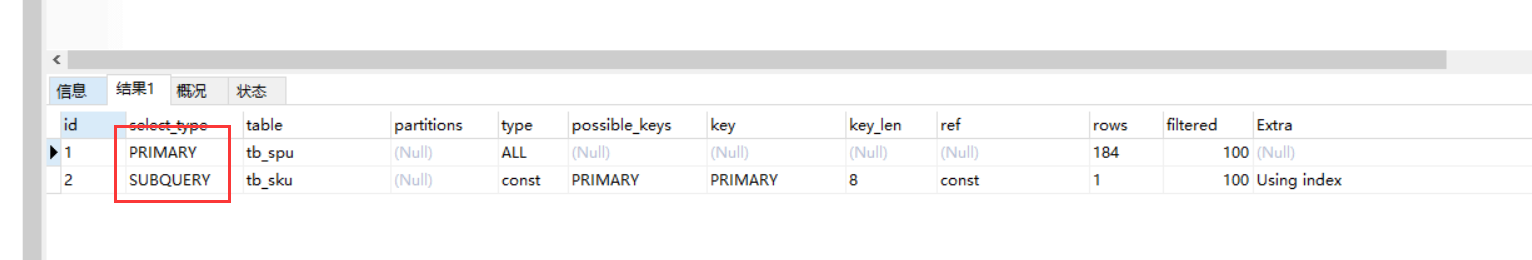 信息 结果1 概况 状态
id select_type table partitions type possible_keys key key_len ref rows filtered Extra
1 PRIMARY tb_spu (Null) ALL (Null) (Null) (Null) (Null) 184 100 (Null)
2 SUBQUERY tb_sku (Null) const PRIMARY PRIMARY 8 const 1 100 Using index